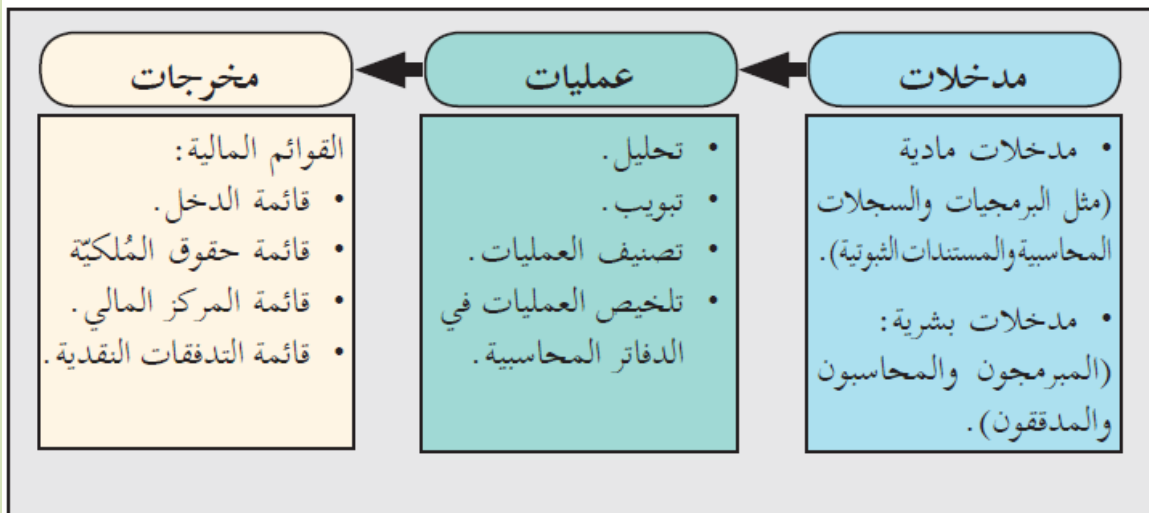 مدخلات
• مدخلات مادية
(مثل البرمجيات والسجلات
المحاسبية والمستندات الثبوتية).
• مدخلات بشرية:
(المبرمجون والمحاسبون
والمدققون).
عمليات
• تحليل.
• تبويب.
• تصنيف العمليات.
• تلخيص العمليات في
الدفاتر المحاسبية.
مخرجات
القوائم المالية:
• قائمة الدخل.
• قائمة حقوق المُلكيّة
• قائمة المركز المالي.
• قائمة التدفقات النقدية.